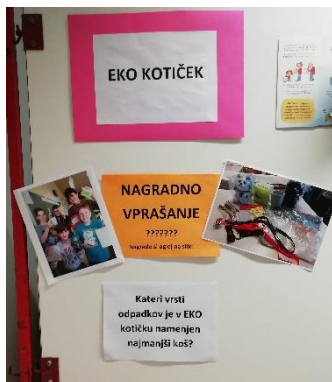 EKO KOTIČEK
NAGRADNO
VPRAŠANJE
???????
Kateri vrsti
odpadkov je v EKO
kotičku namenjen
najmanjši koš?